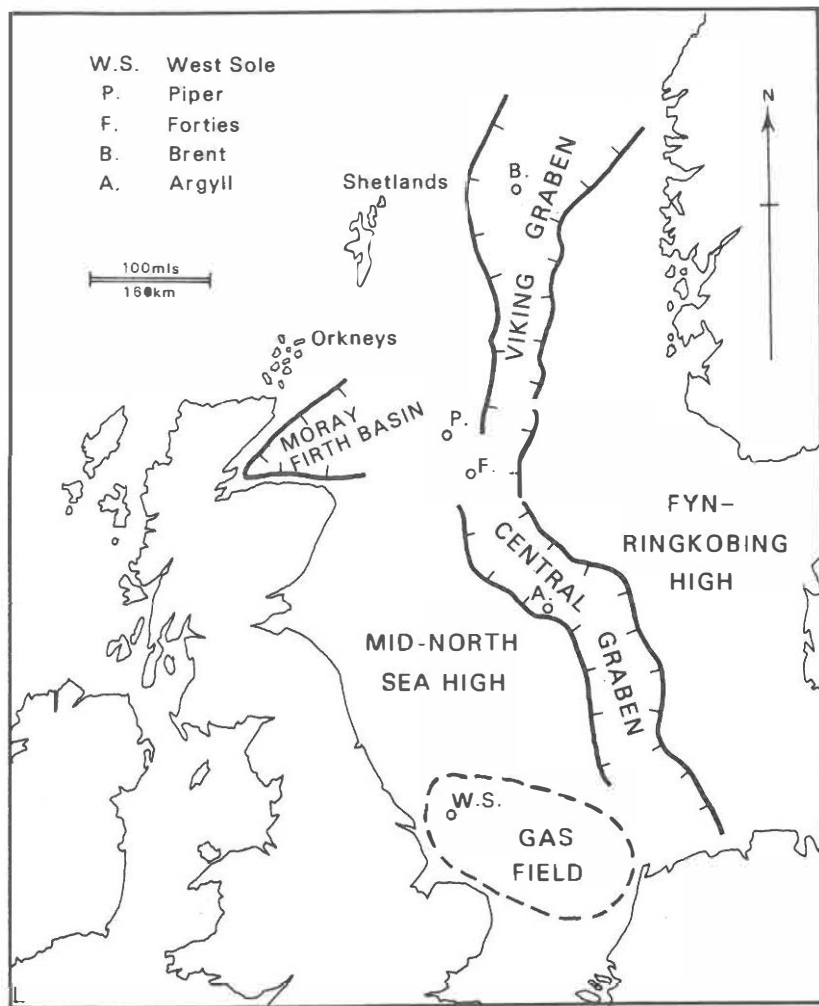 W.S. West Sole
P. Piper
F. Forties
B. Brent
A. Argyll
N
Shetlands
B.
VIKING GRABEN
100mls
160km
Orkneys
MORAY
FIRTH BASIN
P.
F.
FYN-
RINGKOBING
HIGH
CENTRAL GRABEN
A.
MID-NORTH
SEA HIGH
W.S.
GAS
FIELD